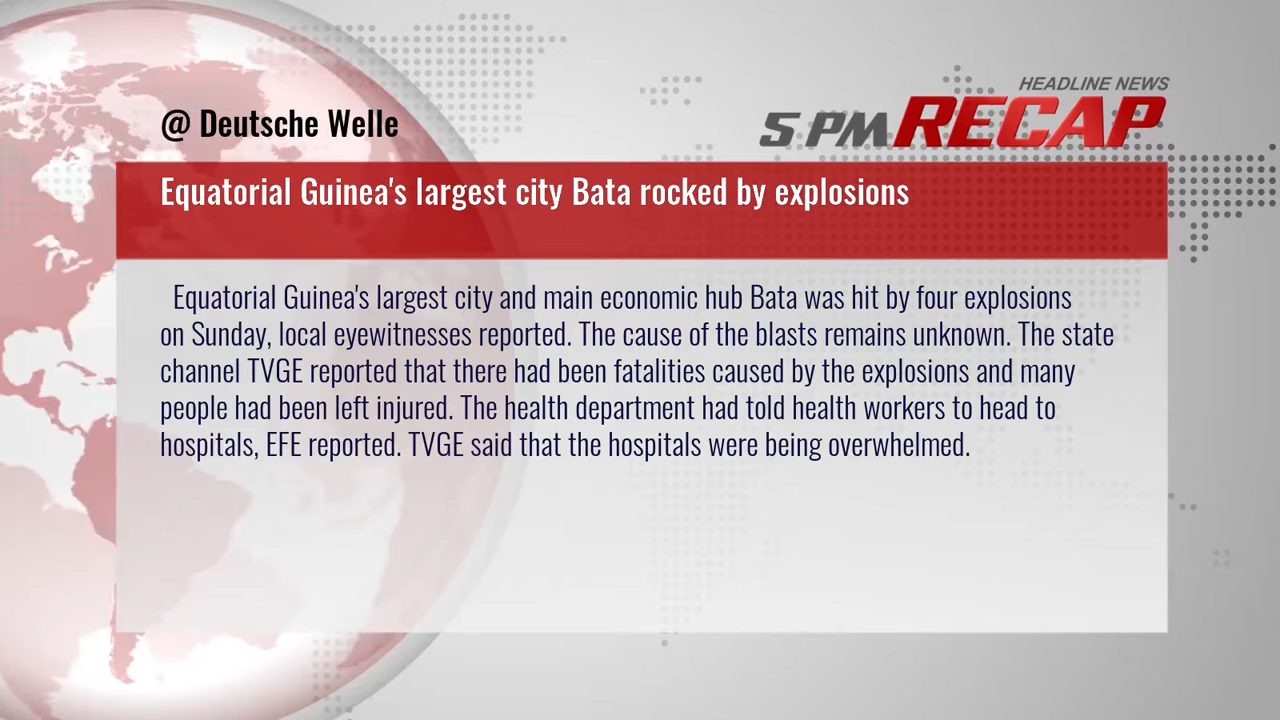 HEADLINE NEWS
@ Deutsche Welle
5 PM RECAP
Equatorial Guinea's largest city Bata rocked by explosions
Equatorial Guinea's largest city and main economic hub Bata was hit by four explosions
on Sunday, local eyewitnesses reported. The cause of the blasts remains unknown. The state
channel TVGE reported that there had been fatalities caused by the explosions and many
people had been left injured. The health department had told health workers to head to
hospitals, EFE reported. TVGE said that the hospitals were being overwhelmed.